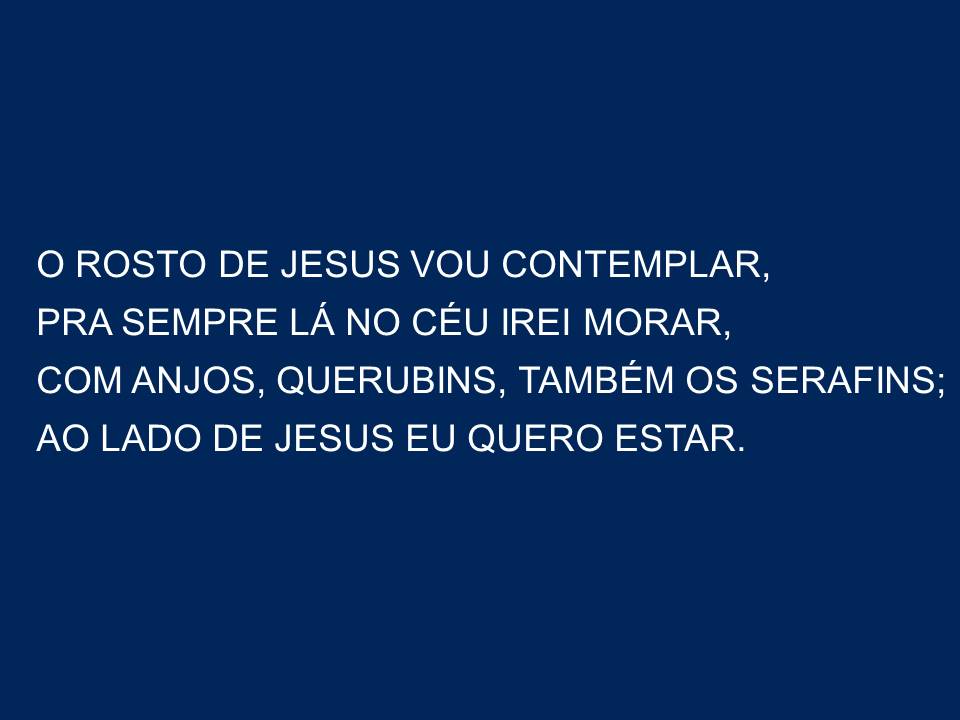 O ROSTO DE JESUS VOU CONTEMPLAR,
PRA SEMPRE LÁ NO CÉU IREI MORAR,
COM ANJOS, QUERUBINS, TAMBÉM OS SERAFINS;
AO LADO DE JESUS EU QUERO ESTAR.